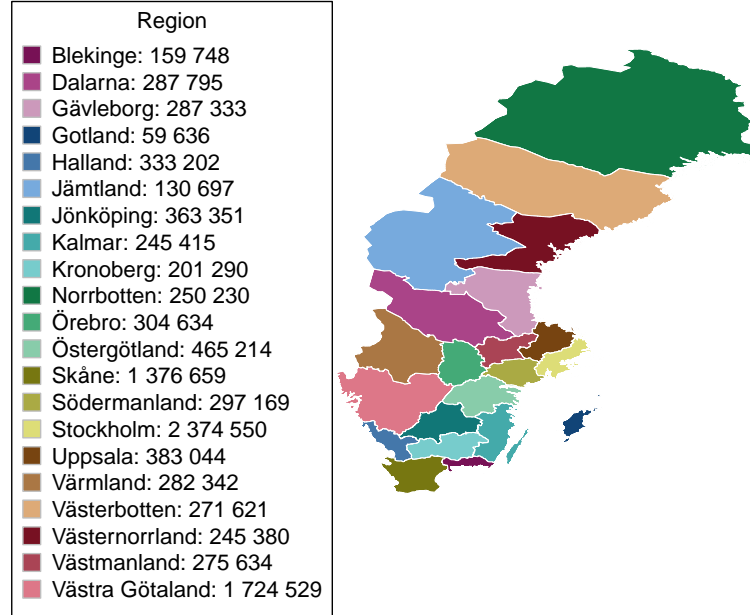 Region
Blekinge: 159 748
Dalarna: 287 795
Gävleborg: 287 333
Gotland: 59 636
Halland: 333 202
Jämtland: 130 697
Jönköping: 363 351
Kalmar: 245 415
Kronoberg: 201 290
Norrbotten: 250 230
Örebro: 304 634
Östergötland: 465 214
Skåne: 1 376 659
Södermanland: 297 169
Stockholm: 2 374 550
Uppsala: 383 044
Värmland: 282 342
Västerbotten: 271 621
Västernorrland: 245 380
Västmanland: 275 634
Västra Götaland: 1 724 529